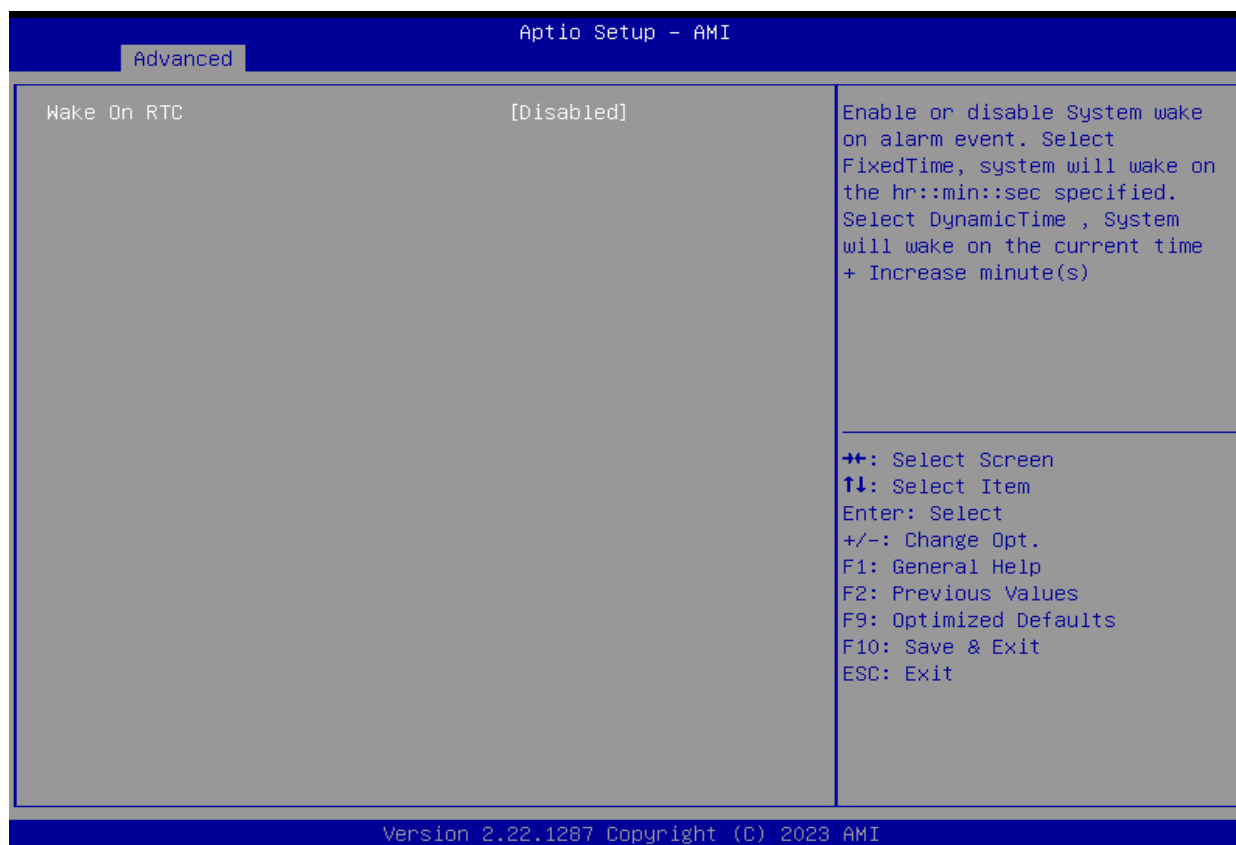 Aptio Setup – AMI
Advanced
Wake On RTC [Disabled]
Enable or disable System wake
on alarm event. Select
FixedTime, system will wake on
the hr::min::sec specified.
Select DynamicTime , System
will wake on the current time
+ Increase minute(s)
→←: Select Screen
↑↓: Select Item
Enter: Select
+/-: Change Opt.
F1: General Help
F2: Previous Values
F9: Optimized Defaults
F10: Save & Exit
ESC: Exit
Version 2.22.1287 Copyright (C) 2023 AMI